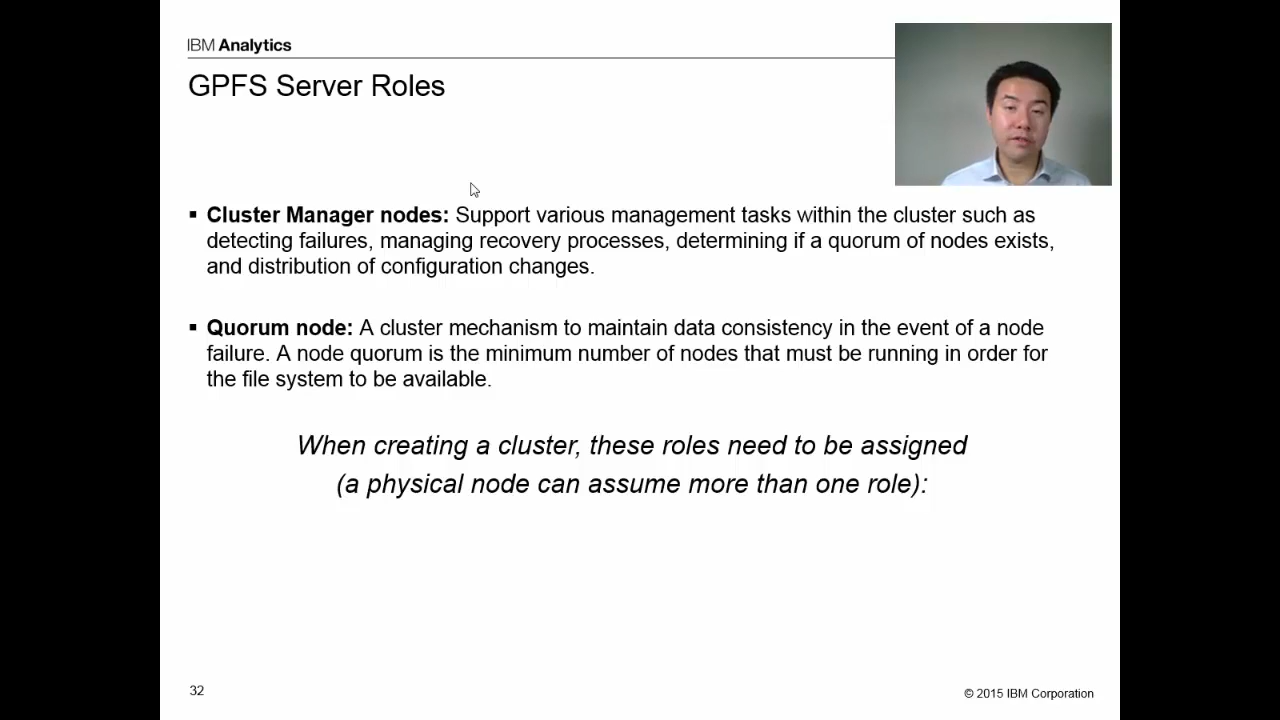 IBM Analytics
GPFS Server Roles
▪ Cluster Manager nodes: Support various management tasks within the cluster such as
detecting failures, managing recovery processes, determining if a quorum of nodes exists,
and distribution of configuration changes.
▪ Quorum node: A cluster mechanism to maintain data consistency in the event of a node
failure. A node quorum is the minimum number of nodes that must be running in order for
the file system to be available.
When creating a cluster, these roles need to be assigned
(a physical node can assume more than one role):
32
© 2015 IBM Corporation